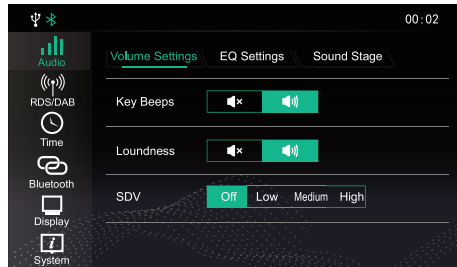 00:02
Audio
Volume Settings EQ Settings Sound Stage
RDS/DAB
Key Beeps
Time
Loundness
Bluetooth
SDV Off Low Medium High
Display
System